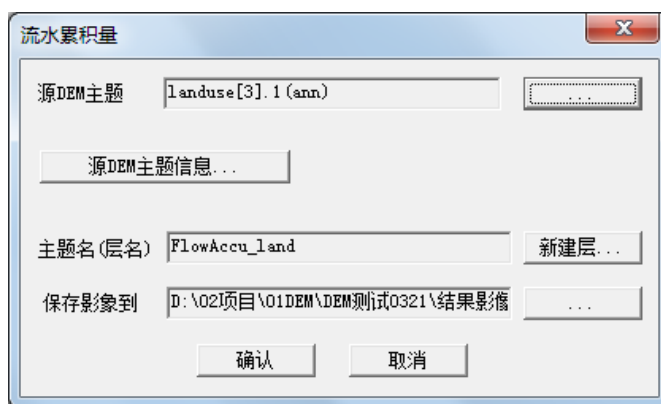 流水累积量
源DEM主题 landuse[3].1(ann) ...
源DEM主题信息...
主题名(层名) FlowAccu_land 新建层...
保存影象到 D:\02项目\01DEM\DEM测试0321\结果影像 ...
确认 取消